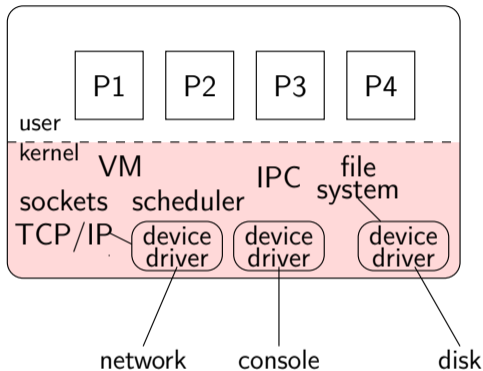 P1 P2 P3 P4
user
kernel
VM
IPC
file
system
sockets scheduler
TCP/IP
device
driver
device
driver
device
driver
network console disk